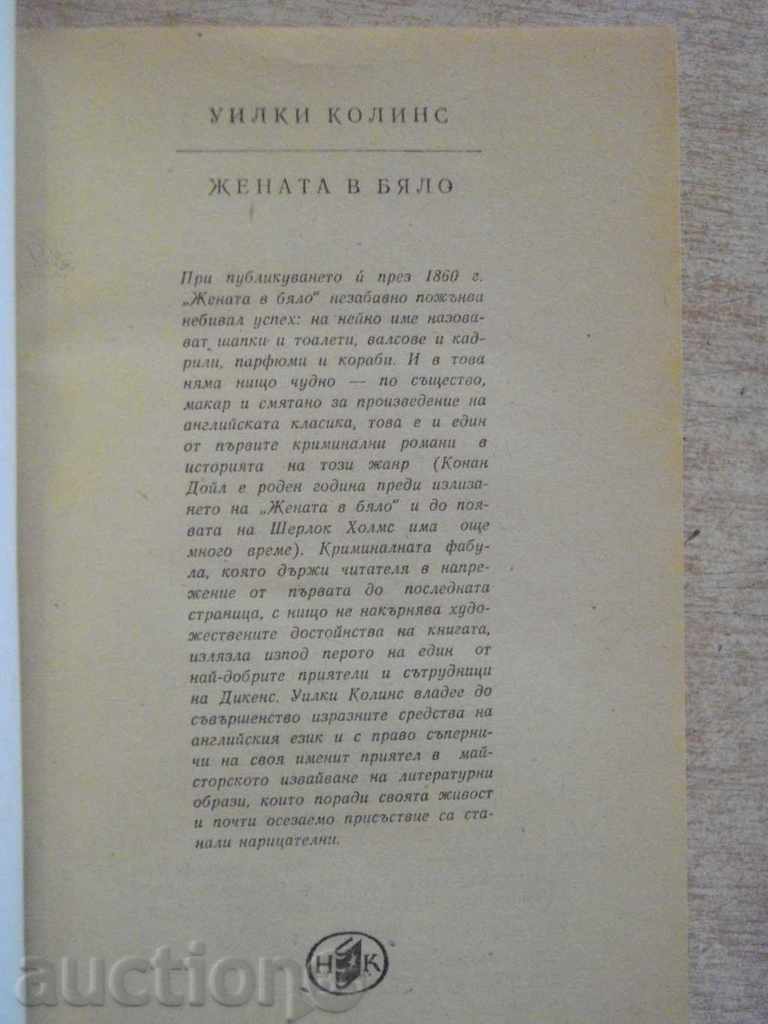 УИЛКИ КОЛИНС
ЖЕНАТА В БЯЛО
При публикуването ѝ през 1860 г.
„Жената в бяло" незабавно пожънва
небивал успех: на нейно име назова-
ват шапки и тоалети, валсове и кад-
рили, парфюми и кораби. И в това
няма нищо чудно — по същество,
макар и смятано за произведение на
английската класика, това е и един
от първите криминални романи в
историята на този жанр (Конан
Дойл е роден година преди излиза-
нето на „Жената в бяло" и до поя-
вата на Шерлок Холмс има още
много време). Криминалната фабу-
ла, която държи читателя в напре-
жение от първата до последната
страница, с нищо не накърнява худо-
жествените достойнства на книгата,
излязла изпод перото на един от
най-добрите приятели и сътрудници
на Дикенс. Уилки Колинс владее до
съвършенство изразните средства на
английския език и с право съперни-
чи на своя именит приятел в май-
сторското извайване на литературни
образи, които поради своята живост
и почти осезаемо присъствие са ста-
нали нарицателни.
Н К
auction